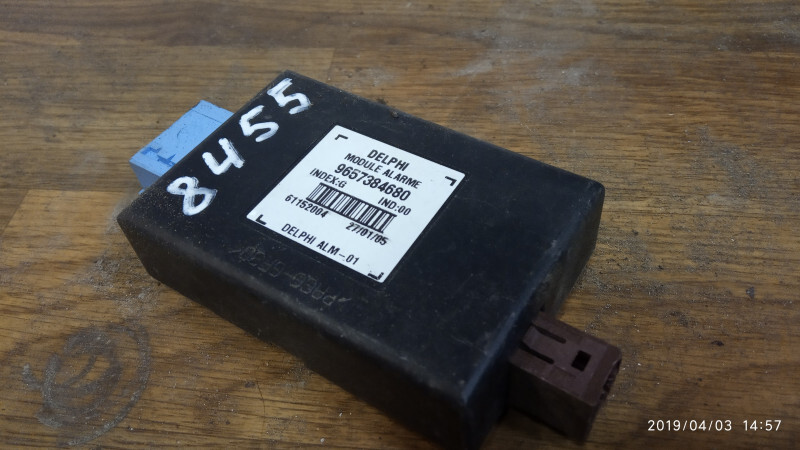 8455
DELPHI
MODULE ALARME
9657384680
INDEX:G IND:00
61152004 27/01/05
DELPHI ALM-.01
2019/04/03 14:57